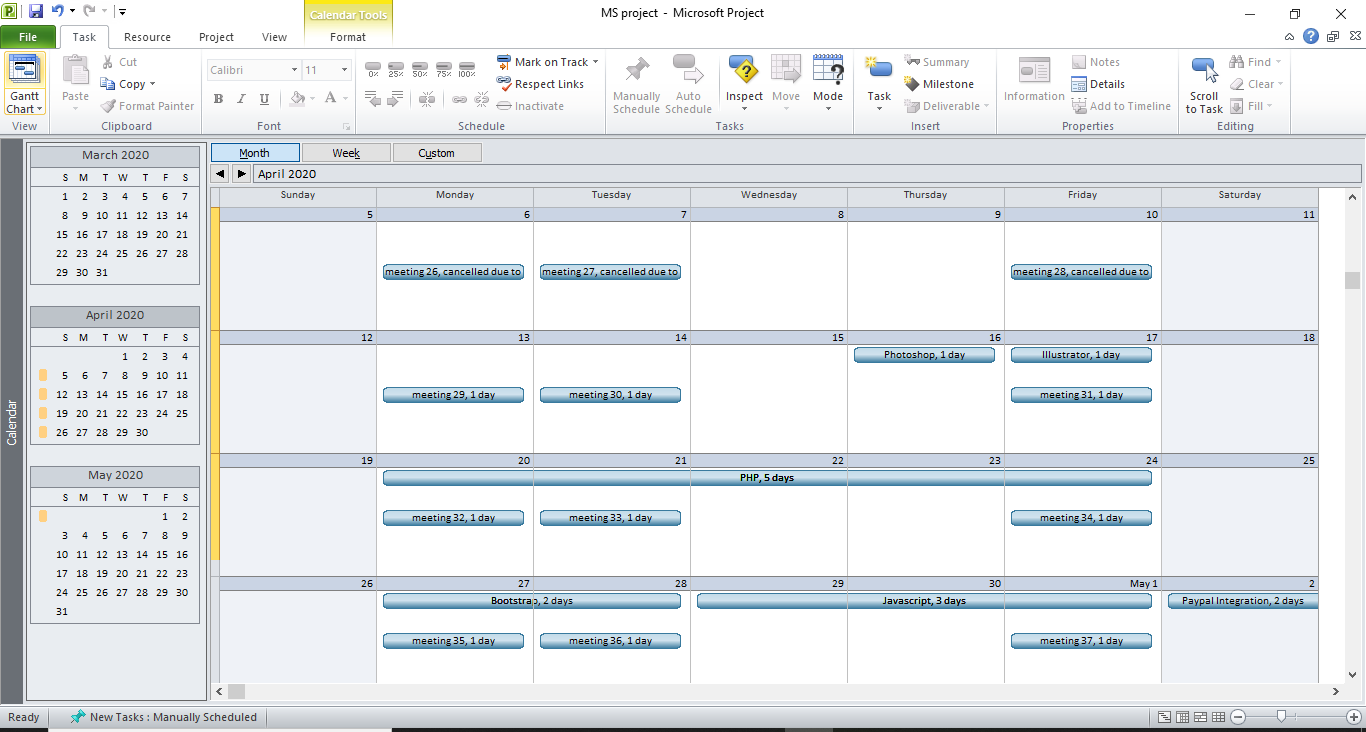 MS project - Microsoft Project
Calendar Tools
File Task Resource Project View Format
Gantt Chart
View
Paste
Cut
Copy
Format Painter
Clipboard
Calibri 11
B I U A
Font
0% 25% 50% 75% 100%
Mark on Track
Respect Links
Inactivate
Schedule
Manually Schedule
Auto Schedule
Inspect
Move
Mode
Tasks
Task
Summary
Milestone
Deliverable
Insert
Information
Notes
Details
Add to Timeline
Properties
Scroll to Task
Find
Clear
Fill
Editing
Calendar
March 2020
S M T W T F S
1 2 3 4 5 6 7
8 9 10 11 12 13 14
15 16 17 18 19 20 21
22 23 24 25 26 27 28
29 30 31
April 2020
S M T W T F S
1 2 3 4
5 6 7 8 9 10 11
12 13 14 15 16 17 18
19 20 21 22 23 24 25
26 27 28 29 30
May 2020
S M T W T F S
1 2
3 4 5 6 7 8 9
10 11 12 13 14 15 16
17 18 19 20 21 22 23
24 25 26 27 28 29 30
31
Month Week Custom
April 2020
Sunday Monday Tuesday Wednesday Thursday Friday Saturday
5 6 7 8 9 10 11
meeting 26, cancelled due to meeting 27, cancelled due to meeting 28, cancelled due to
12 13 14 15 16 17 18
Photoshop, 1 day Illustrator, 1 day
meeting 29, 1 day meeting 30, 1 day meeting 31, 1 day
19 20 21 22 23 24 25
PHP, 5 days
meeting 32, 1 day meeting 33, 1 day meeting 34, 1 day
26 27 28 29 30 May 1 2
Bootstrap, 2 days Javascript, 3 days Paypal Integration, 2 days
meeting 35, 1 day meeting 36, 1 day meeting 37, 1 day
Ready New Tasks : Manually Scheduled